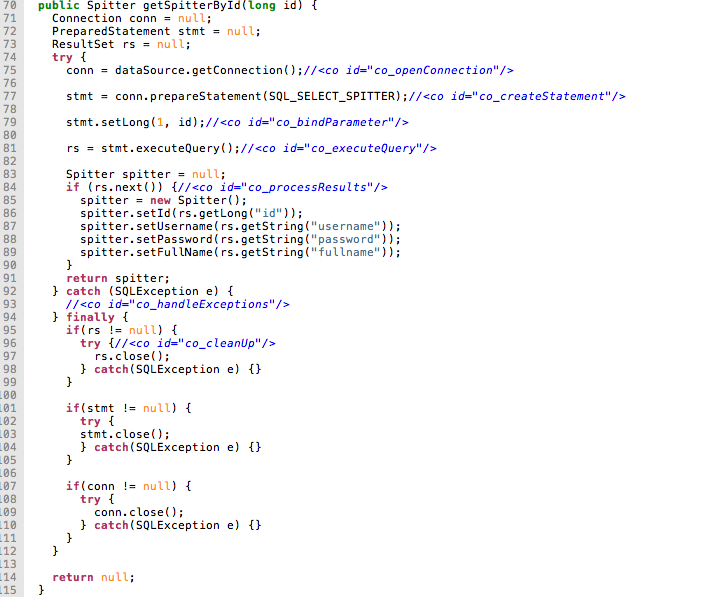 70 public Spitter getSpitterById(long id) {
71 Connection conn = null;
72 PreparedStatement stmt = null;
73 ResultSet rs = null;
74 try {
75 conn = dataSource.getConnection();//<co id="co_openConnection"/>
76
77 stmt = conn.prepareStatement(SQL_SELECT_SPITTER);//<co id="co_createStatement"/>
78
79 stmt.setLong(1, id);//<co id="co_bindParameter"/>
80
81 rs = stmt.executeQuery();//<co id="co_executeQuery"/>
82
83 Spitter spitter = null;
84 if (rs.next()) {//<co id="co_processResults"/>
85 spitter = new Spitter();
86 spitter.setId(rs.getLong("id"));
87 spitter.setUsername(rs.getString("username"));
88 spitter.setPassword(rs.getString("password"));
89 spitter.setFullName(rs.getString("fullname"));
90 }
91 return spitter;
92 } catch (SQLException e) {
93 //<co id="co_handleExceptions"/>
94 } finally {
95 if(rs != null) {
96 try {//<co id="co_cleanUp"/>
97 rs.close();
98 } catch(SQLException e) {}
99 }
100
101 if(stmt != null) {
102 try {
103 stmt.close();
104 } catch(SQLException e) {}
105 }
106
107 if(conn != null) {
108 try {
109 conn.close();
110 } catch(SQLException e) {}
111 }
112 }
113
114 return null;
115 }